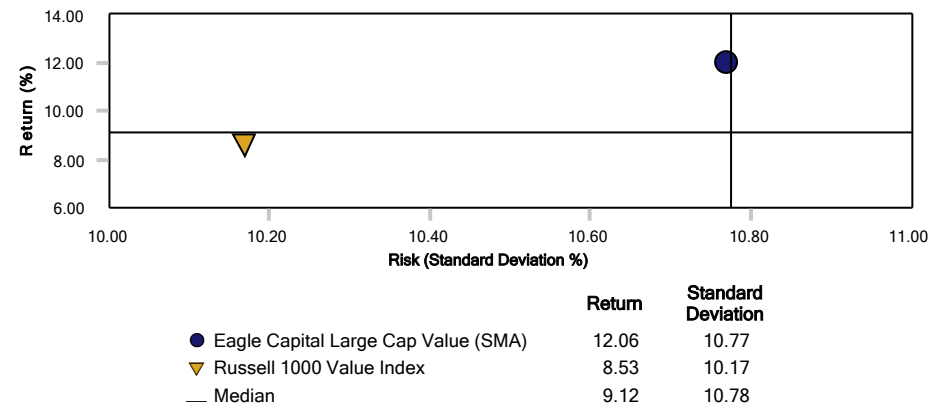 14.00
12.00
10.00
8.00
6.00
Return (%)
10.00 10.20 10.40 10.60 10.80 11.00
Risk (Standard Deviation %)
Return Standard Deviation
Eagle Capital Large Cap Value (SMA) 12.06 10.77
Russell 1000 Value Index 8.53 10.17
Median 9.12 10.78